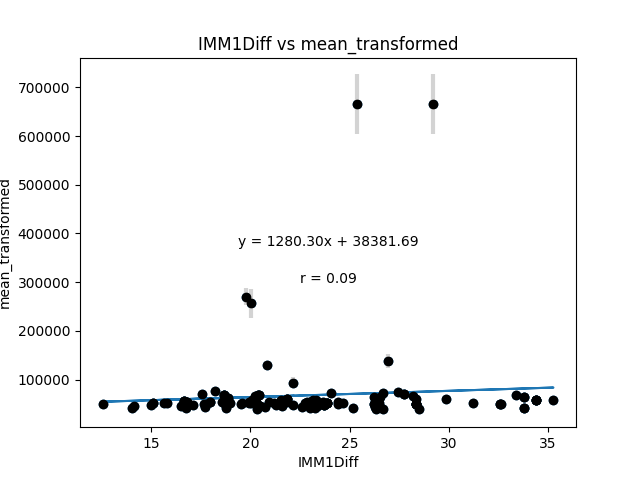 IMM1Diff vs mean_transformed
700000
600000
500000
400000
300000
200000
100000
mean_transformed
y = 1280.30x + 38381.69
r = 0.09
15 20 25 30 35
IMM1Diff